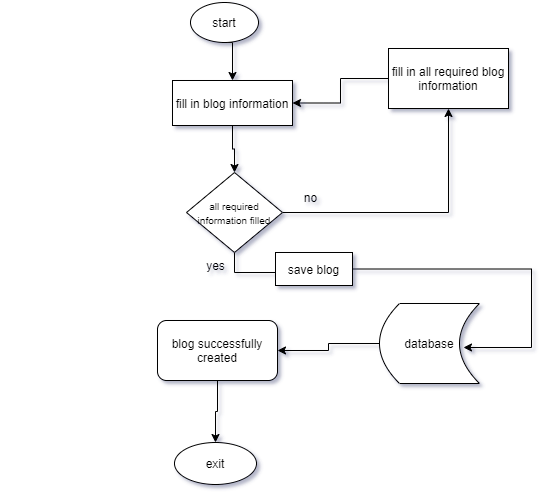 start
fill in blog information
fill in all required blog
information
all required
information filled
no
yes
save blog
database
blog successfully
created
exit